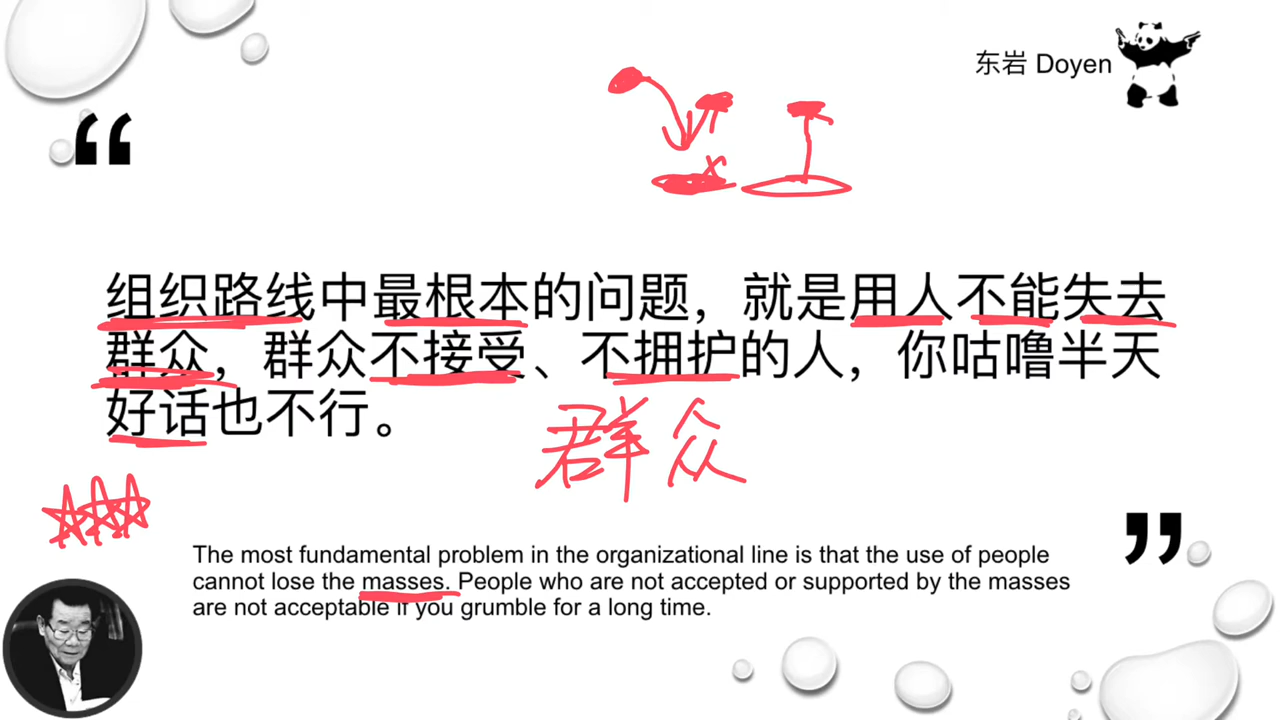 东岩 Doyen
“
组织路线中最根本的问题，就是用人不能失去
群众，群众不接受、不拥护的人，你咕噜半天
好话也不行。
群众
The most fundamental problem in the organizational line is that the use of people
cannot lose the masses. People who are not accepted or supported by the masses
are not acceptable if you grumble for a long time.
”